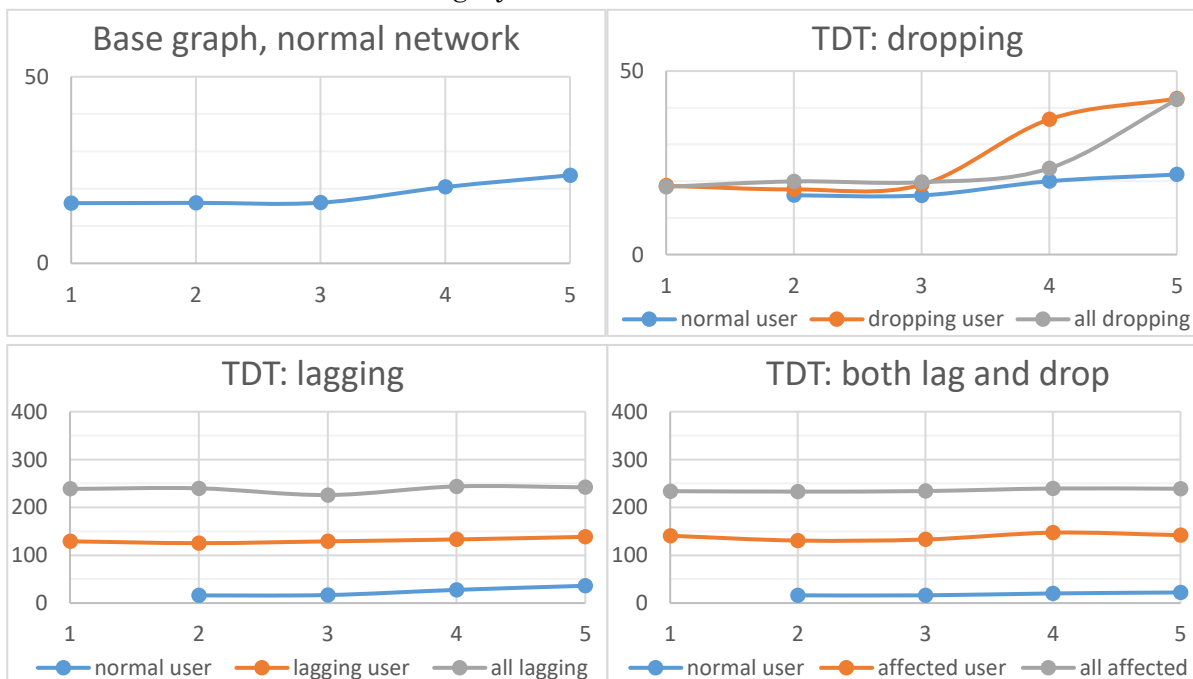 Base graph, normal network
50
0
1 2 3 4 5
TDT: dropping
50
0
1 2 3 4 5
normal user dropping user all dropping
TDT: lagging
400
300
200
100
0
1 2 3 4 5
normal user lagging user all lagging
TDT: both lag and drop
400
300
200
100
0
1 2 3 4 5
normal user affected user all affected